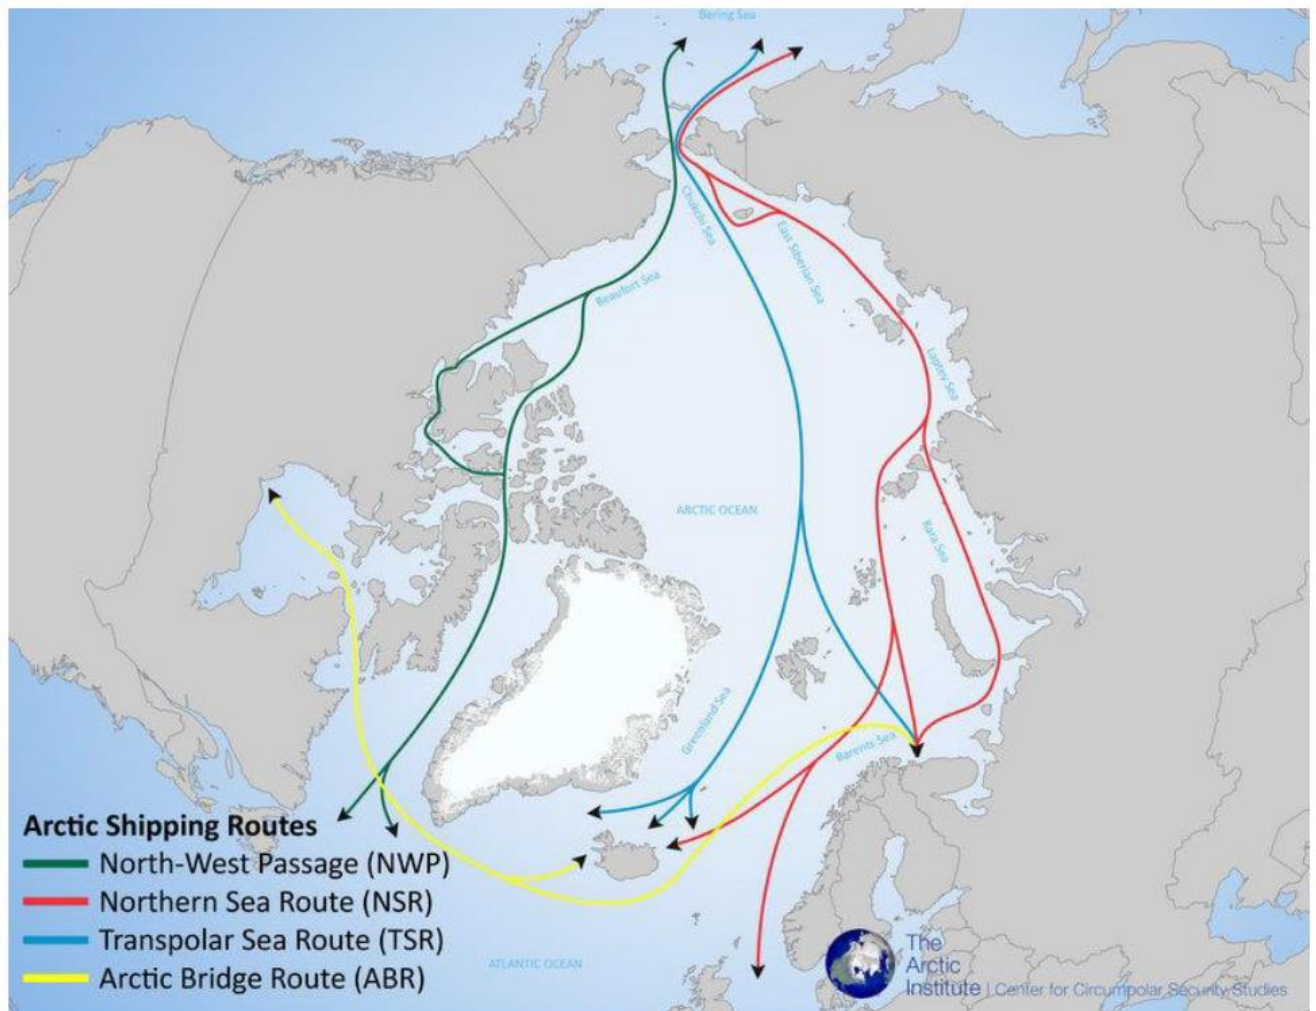 Bering Sea
Chukchi Sea
East Siberian Sea
Beaufort Sea
Laptev Sea
ARCTIC OCEAN
Kara Sea
Greenland Sea
Barents Sea
Arctic Shipping Routes
North-West Passage (NWP)
Northern Sea Route (NSR)
Transpolar Sea Route (TSR)
Arctic Bridge Route (ABR)
ATLANTIC OCEAN
The
Arctic
Institute | Center for Circumpolar Security Studies